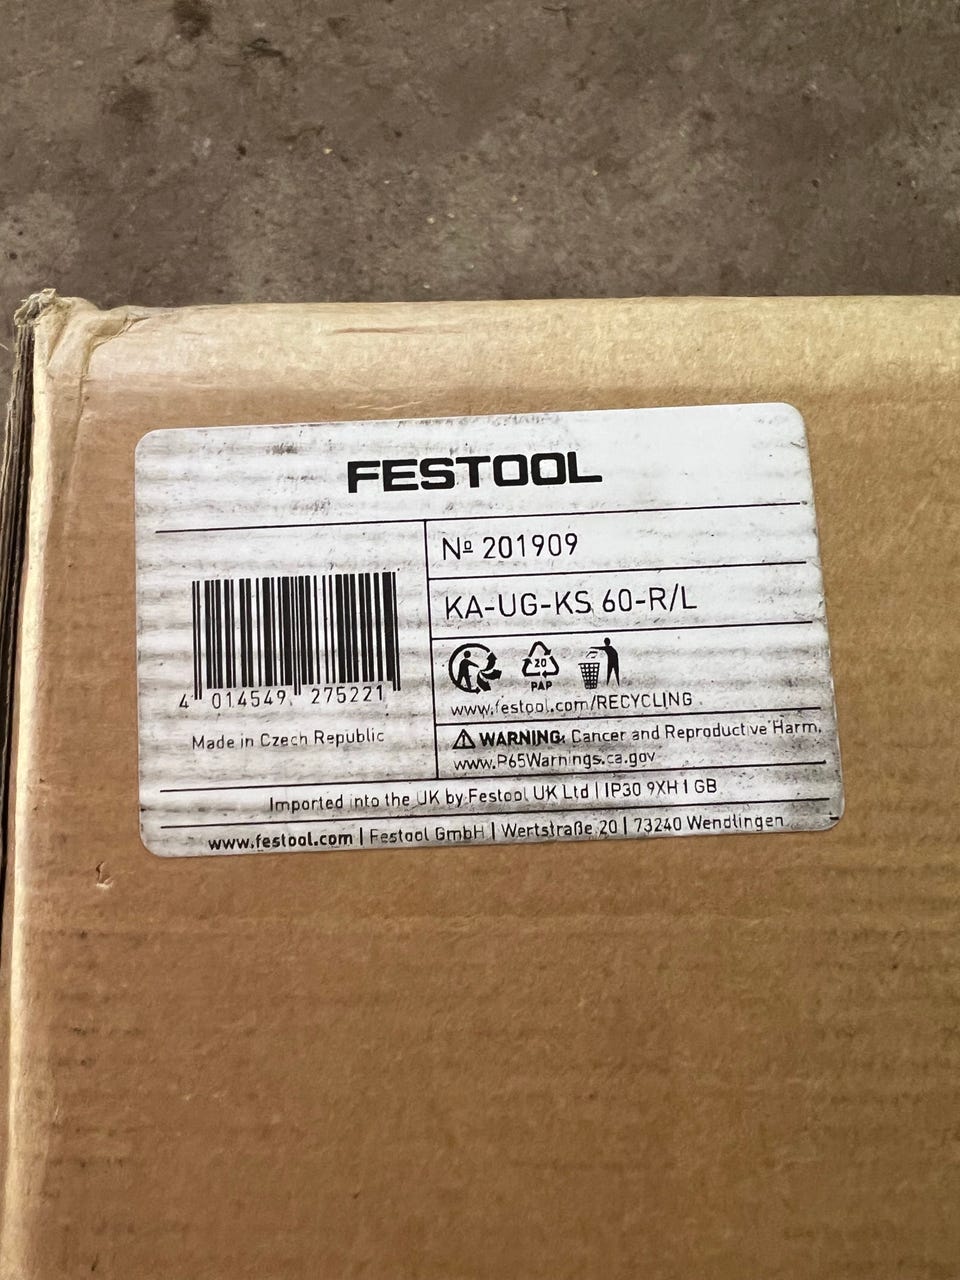 FESTOOL
Nº 201909
KA-UG-KS 60-R/L
4 014549 275221
20
PAP
www.festool.com/RECYCLING
Made in Czech Republic
WARNING: Cancer and Reproductive Harm,
www.P65Warnings.ca.gov
Imported into the UK by Festool UK Ltd | IP30 9XH | GB
www.festool.com | Festool GmbH | Wertstraße 20 | 73240 Wendlingen